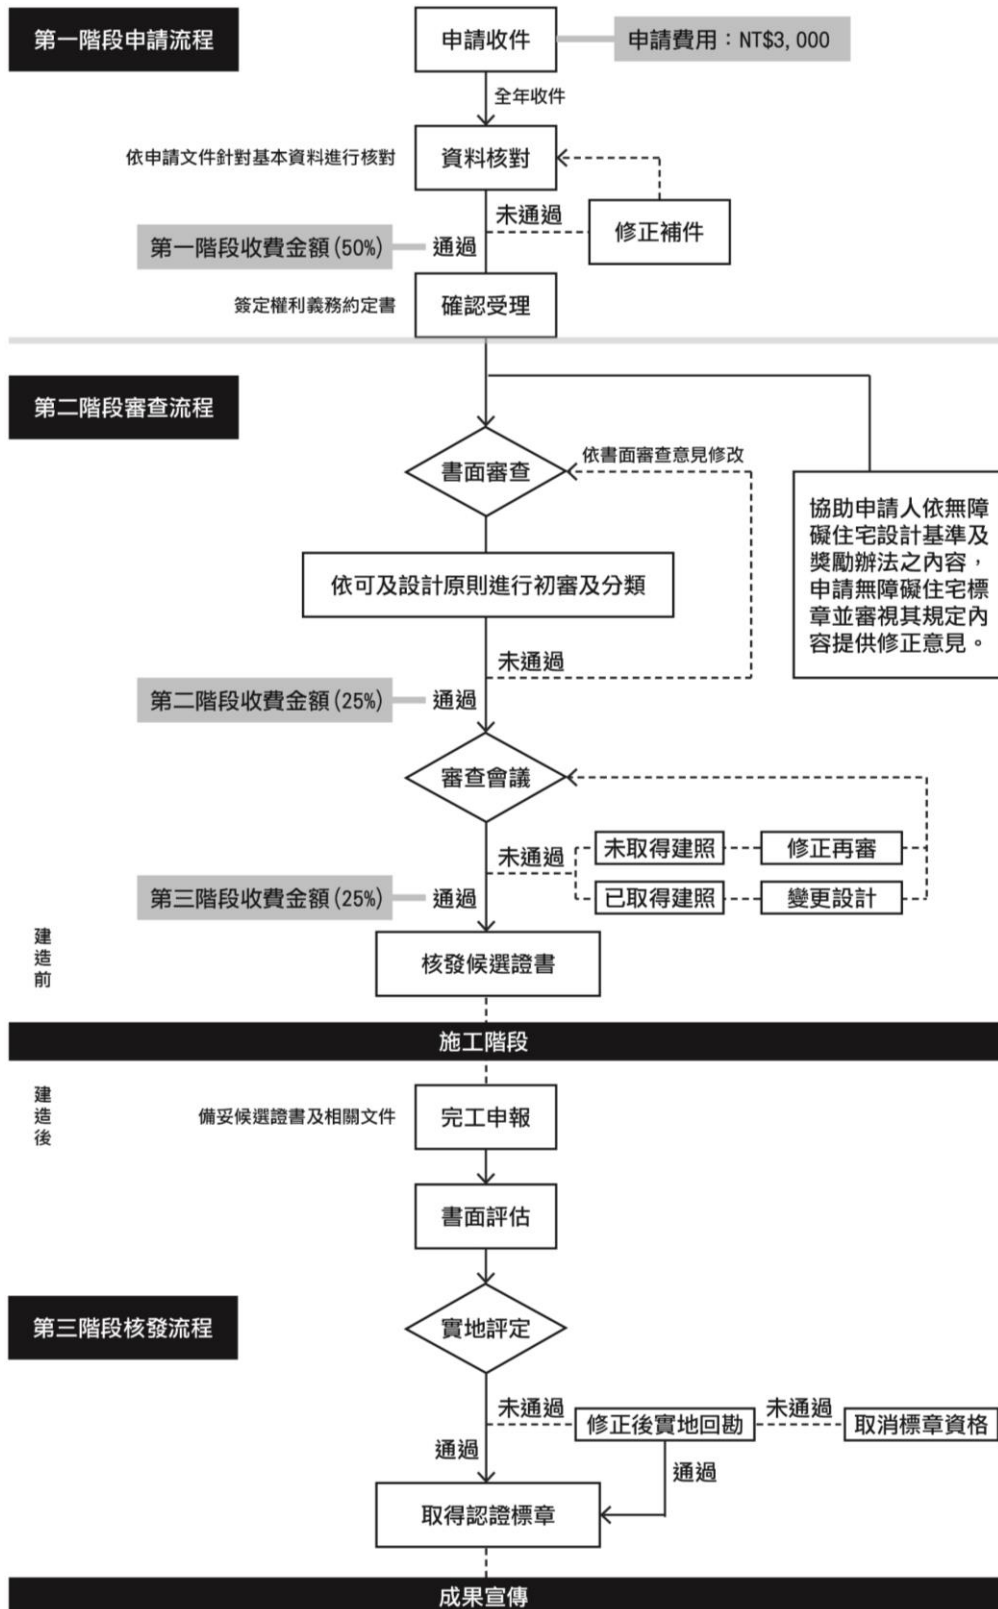 第一階段申請流程
申請收件
申請費用：NT$3,000
全年收件
依申請文件針對基本資料進行核對
資料核對
未通過
修正補件
第一階段收費金額(50%)
通過
簽定權利義務約定書
確認受理
第二階段審查流程
書面審查
依書面審查意見修改
協助申請人依無障
礙住宅設計基準及
獎勵辦法之內容，
申請無障礙住宅標
章並審視其規定內
容提供修正意見。
依可及設計原則進行初審及分類
未通過
第二階段收費金額(25%)
通過
審查會議
未通過
未取得建照
修正再審
已取得建照
變更設計
第三階段收費金額(25%)
通過
建造前
核發候選證書
施工階段
建造後
備妥候選證書及相關文件
完工申報
書面評估
第三階段核發流程
實地評定
未通過
修正後實地回勘
未通過
取消標章資格
通過
通過
取得認證標章
成果宣傳